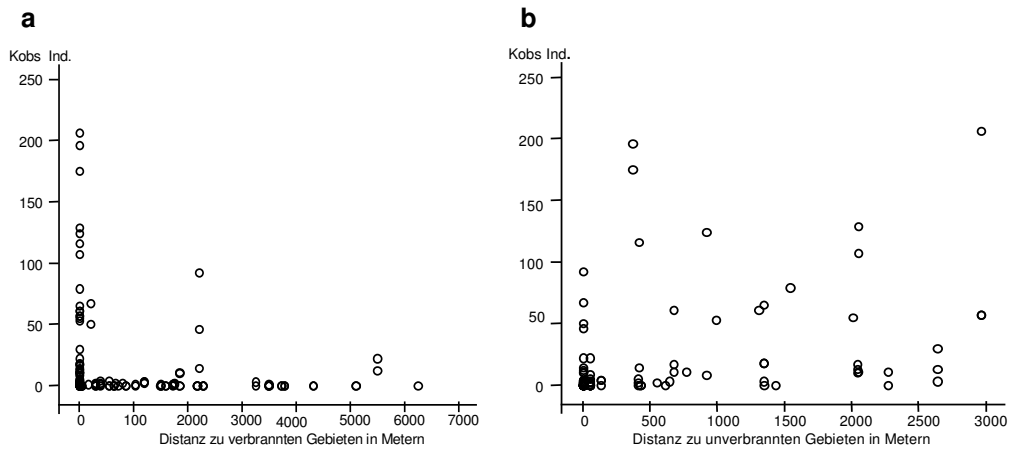 a
Kobs Ind.
250
200
150
100
50
0
0 1000 2000 3000 4000 5000 6000 7000
Distanz zu verbrannten Gebieten in Metern
b
Kobs Ind.
250
200
150
100
50
0
0 500 1000 1500 2000 2500 3000
Distanz zu unverbrannten Gebieten in Metern